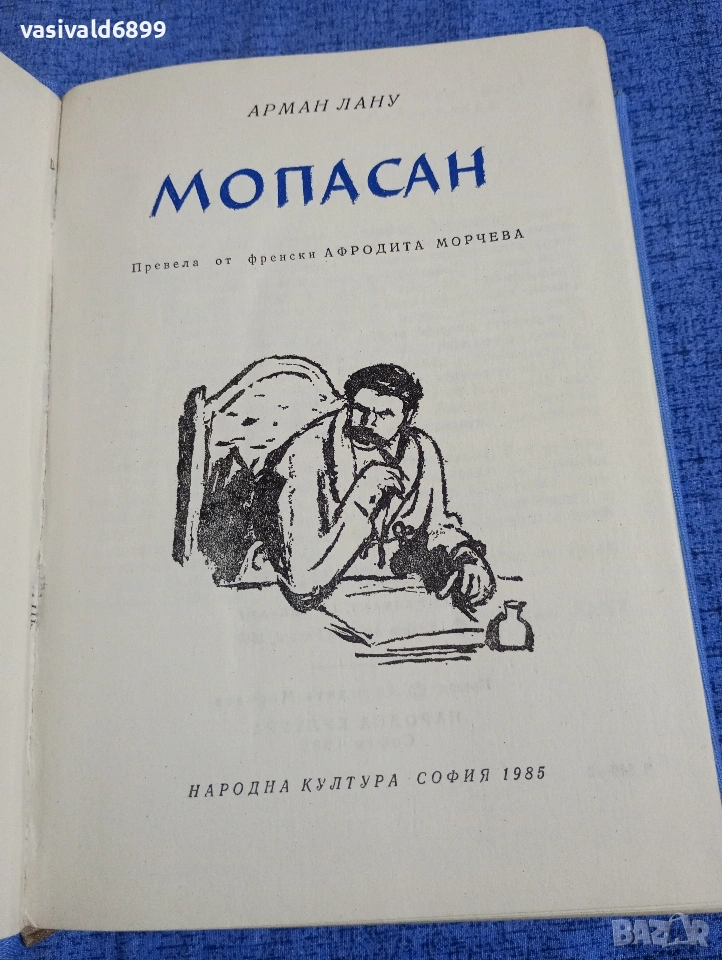 vasivald6899
АРМАН ЛАНУ
МОПАСАН
Превела от френски АФРОДИТА МОРЧЕВА
НАРОДНА КУЛТУРА СОФИЯ 1985
BAZAR